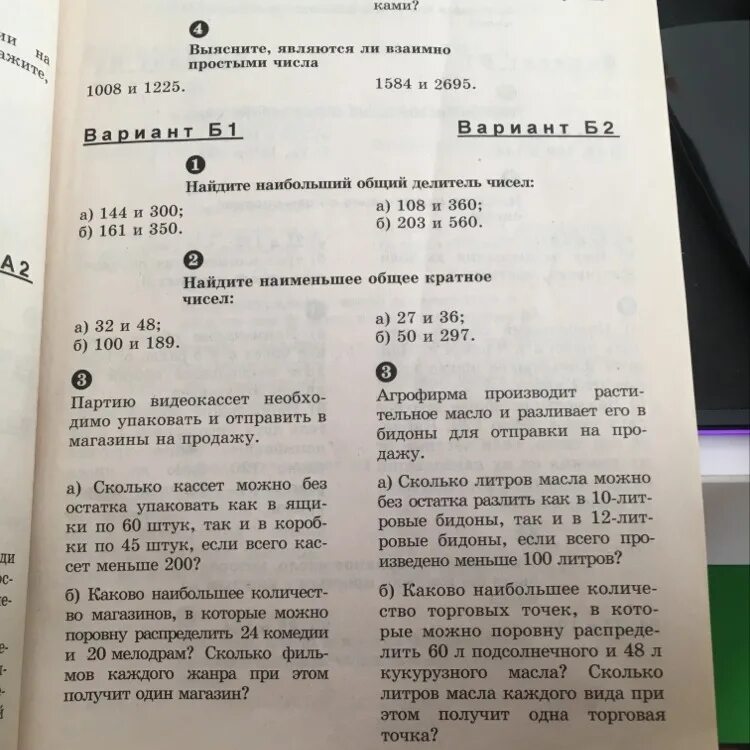 ками?
4
Выясните, являются ли взаимно
простыми числа
1008 и 1225.
1584 и 2695.
Вариант Б1
Вариант Б2
1
Найдите наибольший общий делитель чисел:
а) 144 и 300;
б) 161 и 350.
а) 108 и 360;
б) 203 и 560.
2
Найдите наименьшее общее кратное
чисел:
а) 32 и 48;
б) 100 и 189.
а) 27 и 36;
б) 50 и 297.
3
Партию видеокассет необхо-
димо упаковать и отправить в
магазины на продажу.
а) Сколько кассет можно без
остатка упаковать как в ящи-
ки по 60 штук, так и в короб-
ки по 45 штук, если всего кас-
сет меньше 200?
б) Каково наибольшее количест-
во магазинов, в которые можно
поровну распределить 24 комедии
и 20 мелодрам? Сколько филь-
мов каждого жанра при этом
получит один магазин?
3
Агрофирма производит расти-
тельное масло и разливает его в
бидоны для отправки на про-
дажу.
а) Сколько литров масла можно
без остатка разлить как в 10-лит-
ровые бидоны, так и в 12-лит-
ровые бидоны, если всего про-
изведено меньше 100 литров?
б) Каково наибольшее количе-
ство торговых точек, в кото-
рые можно поровну распреде-
лить 60 л подсолнечного и 48 л
кукурузного масла? Сколько
литров масла каждого вида при
этом получит одна торговая
точка?
А2